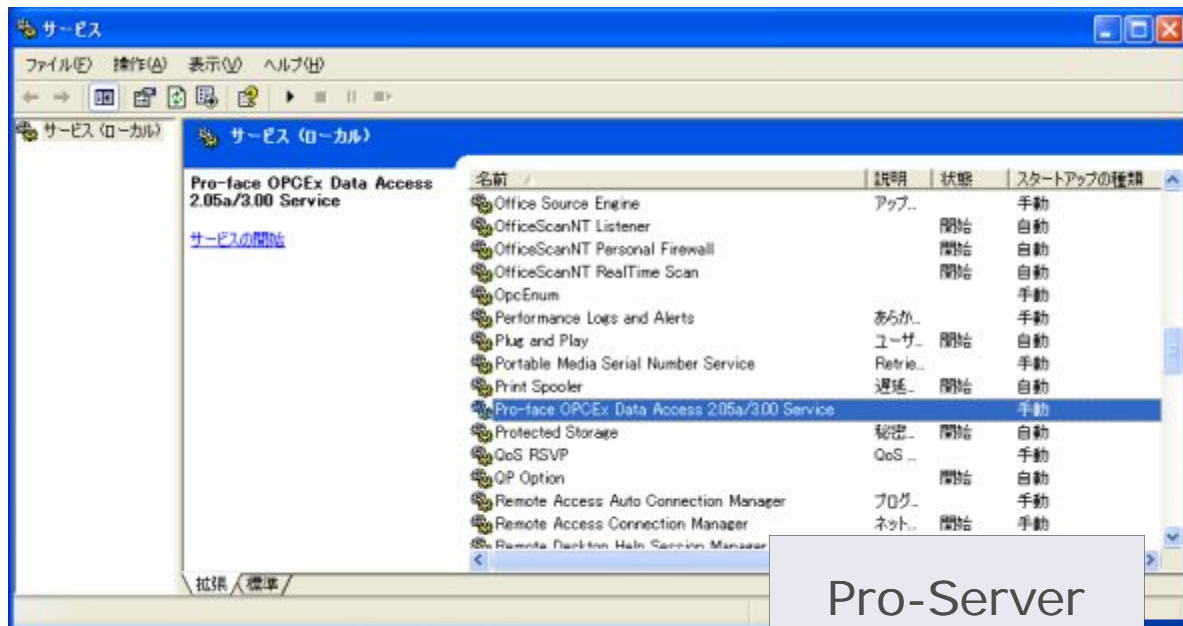 サービス
ファイル(F) 操作(A) 表示(V) ヘルプ(H)
サービス (ローカル)
サービス (ローカル)
Pro-face OPCEx Data Access 2.05a/3.00 Service
サービスの開始
名前 説明 状態 スタートアップの種類
Office Source Engine アップ... 手動
OfficeScanNT Listener 開始 自動
OfficeScanNT Personal Firewall 開始 自動
OfficeScanNT RealTime Scan 開始 自動
OpcEnum 手動
Performance Logs and Alerts あらか... 手動
Plug and Play ユーザ... 開始 自動
Portable Media Serial Number Service Retrie... 手動
Print Spooler 遅延... 開始 自動
Pro-face OPCEx Data Access 2.05a/3.00 Service 手動
Protected Storage 秘密... 開始 自動
QoS RSVP QoS ... 手動
QP Option 開始 自動
Remote Access Auto Connection Manager プログ... 手動
Remote Access Connection Manager ネット... 開始 手動
Remote Desktop Help Session Manager
拡張 標準
Pro-Server